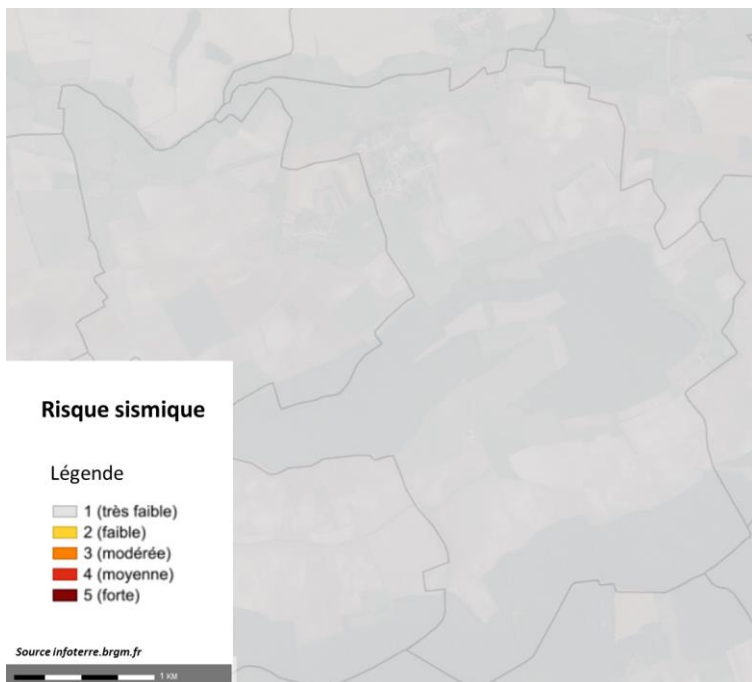 Risque sismique
Légende
1 (très faible)
2 (faible)
3 (modérée)
4 (moyenne)
5 (forte)
Source infoterre.brgm.fr
1 KM